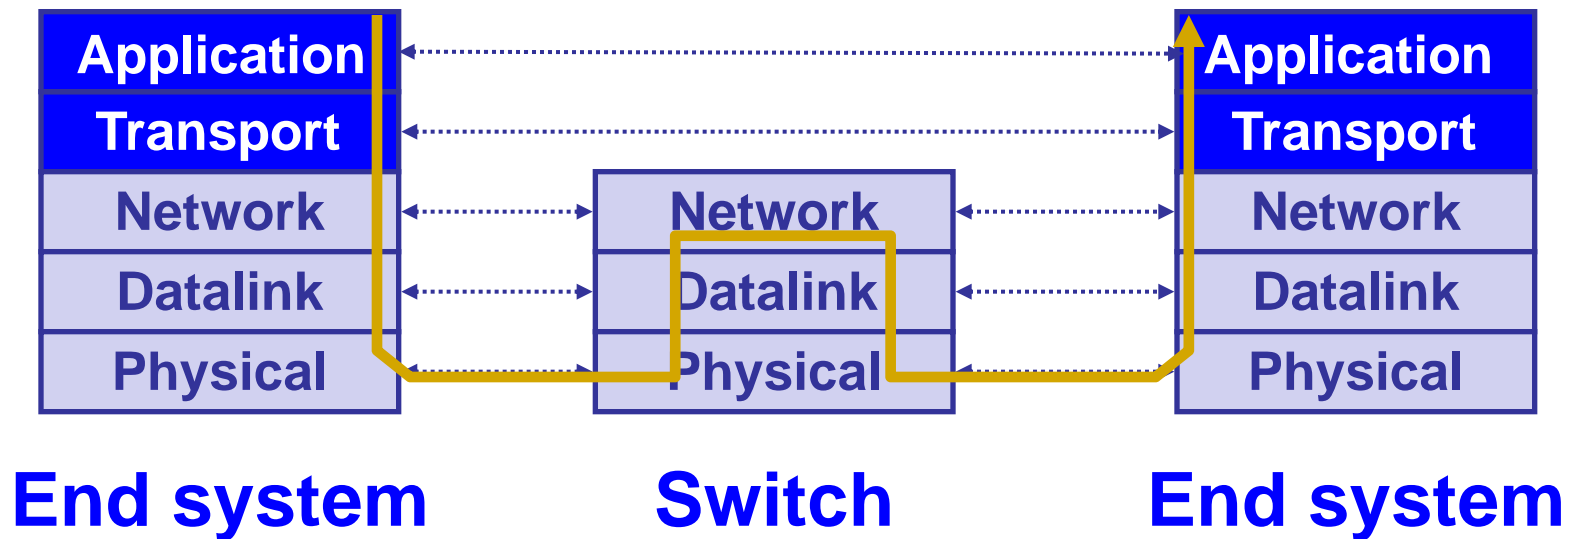 Application
Transport
Network
Datalink
Physical
End system
Network
Datalink
Physical
Switch
Application
Transport
Network
Datalink
Physical
End system